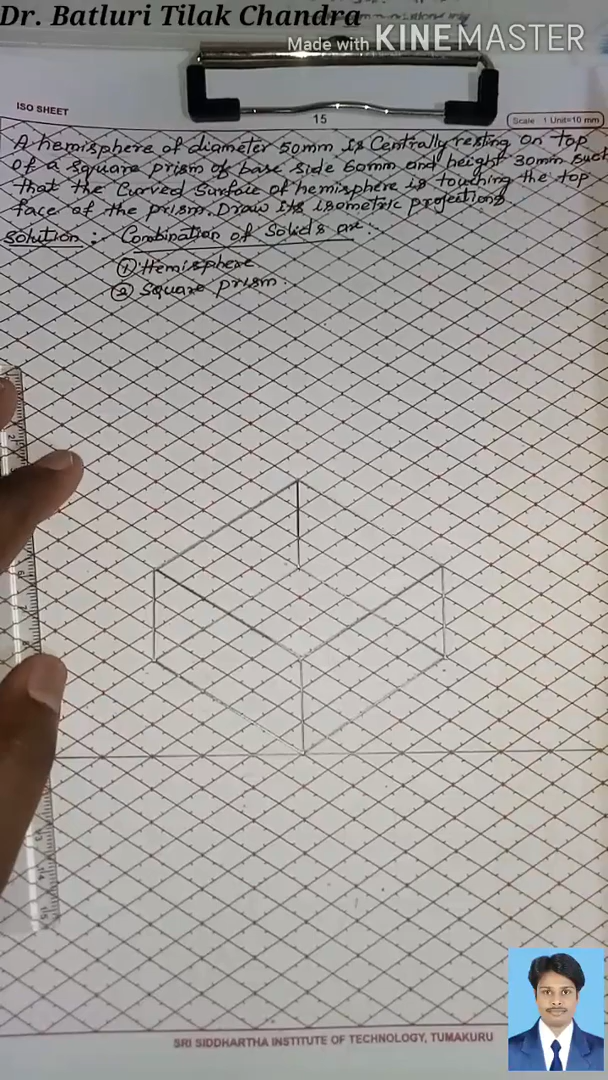 Dr. Batluri Tilak Chandra
Made with KINEMASTER
ISO SHEET
15
Scale 1 Unit=10 mm
A hemisphere of diameter 50mm is Centrally resting on top
of a square prism of base side 60mm and height 30mm such
that the curved surface of hemisphere is touching the top
face of the prism. Draw its isometric projections.
Solution :- Combination of Solids are :-
① Hemisphere
② Square prism.
SRI SIDDHARTHA INSTITUTE OF TECHNOLOGY, TUMAKURU